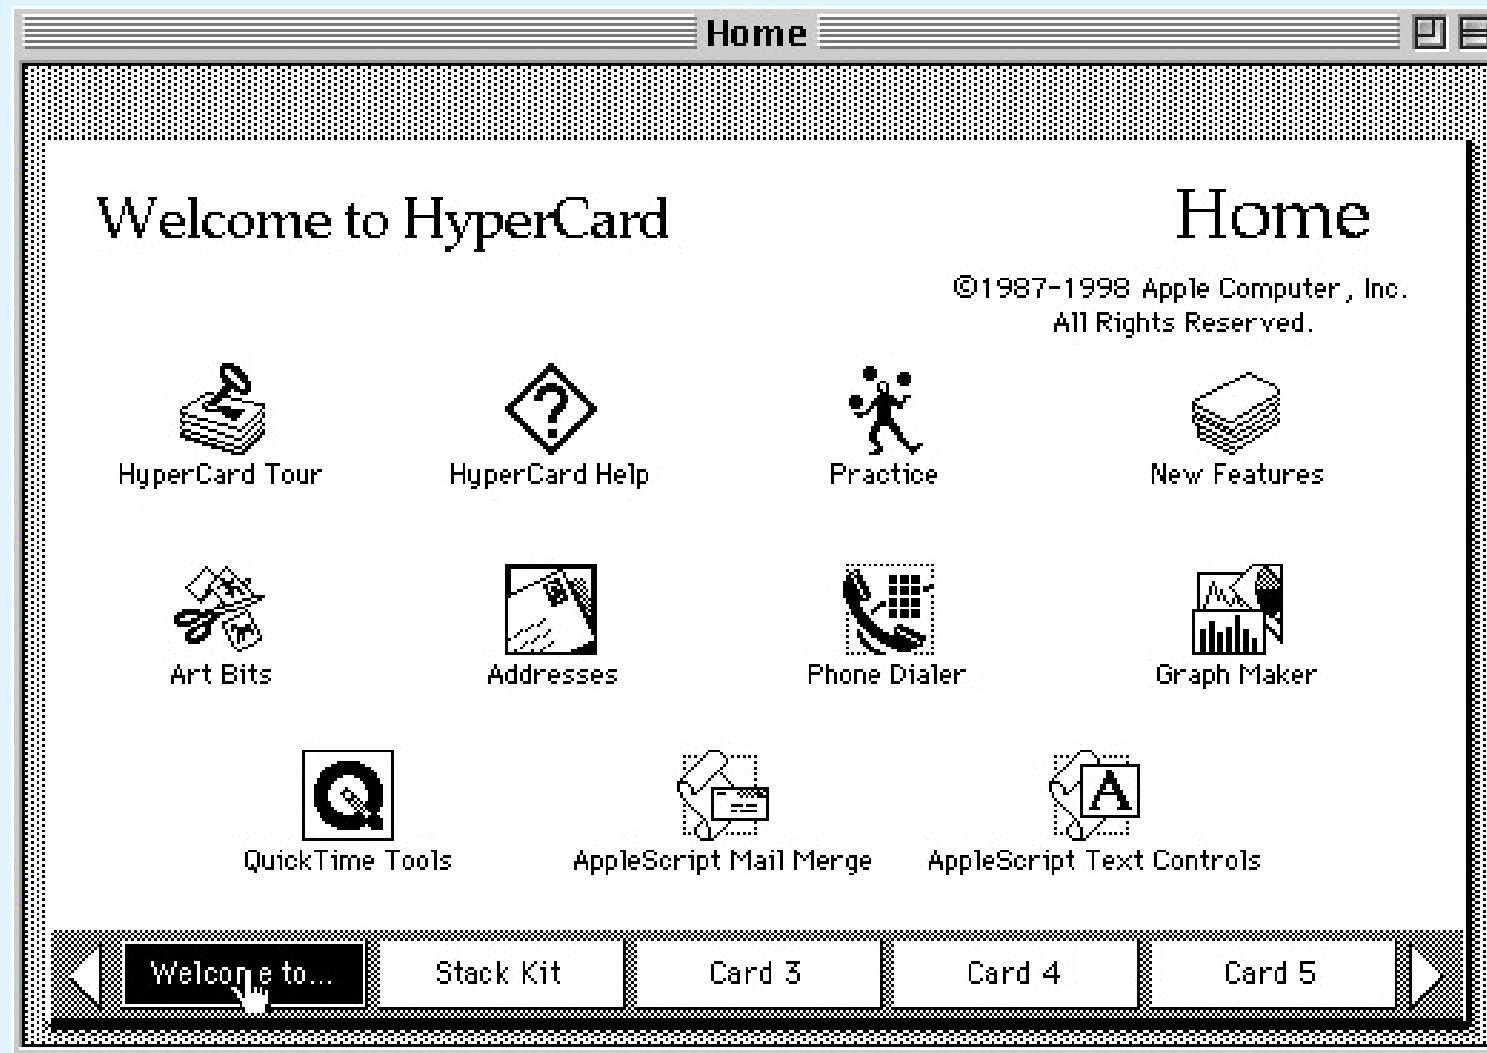 Home
Welcome to HyperCard
Home
©1987-1998 Apple Computer, Inc.
All Rights Reserved.
HyperCard Tour
HyperCard Help
Practice
New Features
Art Bits
Addresses
Phone Dialer
Graph Maker
QuickTime Tools
AppleScript Mail Merge
AppleScript Text Controls
Welcome to...
Stack Kit
Card 3
Card 4
Card 5